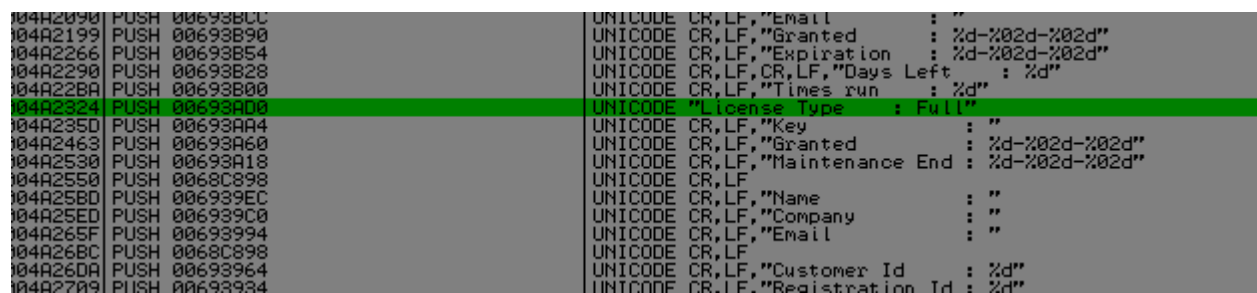 004A2090 PUSH 00693BCC UNICODE CR,LF,"Email : "
004A2199 PUSH 00693B90 UNICODE CR,LF,"Granted : %d-%02d-%02d"
004A2266 PUSH 00693B54 UNICODE CR,LF,"Expiration : %d-%02d-%02d"
004A2290 PUSH 00693B28 UNICODE CR,LF,CR,LF,"Days Left : %d"
004A22BA PUSH 00693B00 UNICODE CR,LF,"Times run : %d"
004A2324 PUSH 00693AD0 UNICODE "License Type : Full"
004A235D PUSH 00693AA4 UNICODE CR,LF,"Key : "
004A2463 PUSH 00693A60 UNICODE CR,LF,"Granted : %d-%02d-%02d"
004A2530 PUSH 00693A18 UNICODE CR,LF,"Maintenance End : %d-%02d-%02d"
004A2550 PUSH 0068C898 UNICODE CR,LF
004A25BD PUSH 006939EC UNICODE CR,LF,"Name : "
004A25ED PUSH 006939C0 UNICODE CR,LF,"Company : "
004A265F PUSH 00693994 UNICODE CR,LF,"Email : "
004A26BC PUSH 0068C898 UNICODE CR,LF
004A26DA PUSH 00693964 UNICODE CR,LF,"Customer Id : %d"
004A2709 PUSH 00693934 UNICODE CR,LF,"Registration Id : %d"